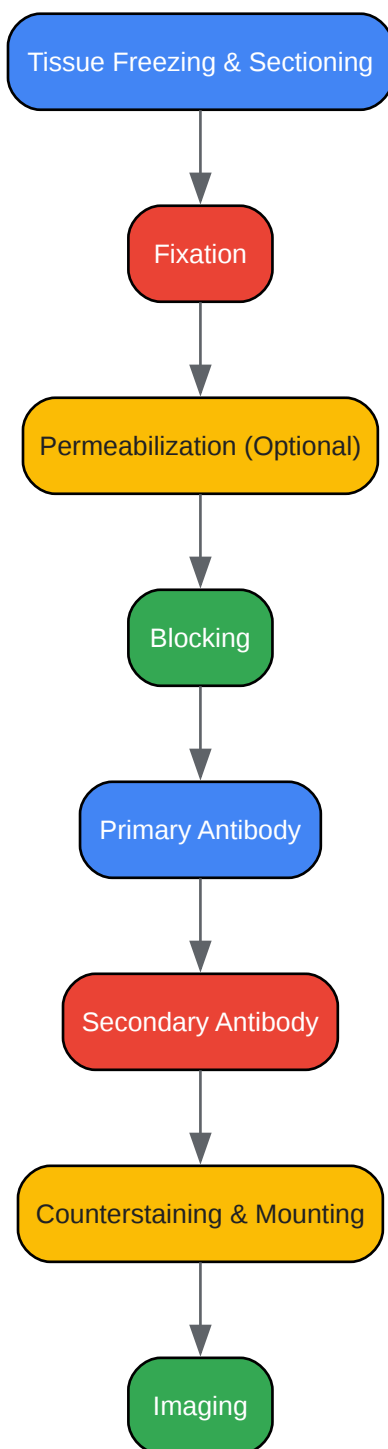 Tissue Freezing & Sectioning
Fixation
Permeabilization (Optional)
Blocking
Primary Antibody
Secondary Antibody
Counterstaining & Mounting
Imaging